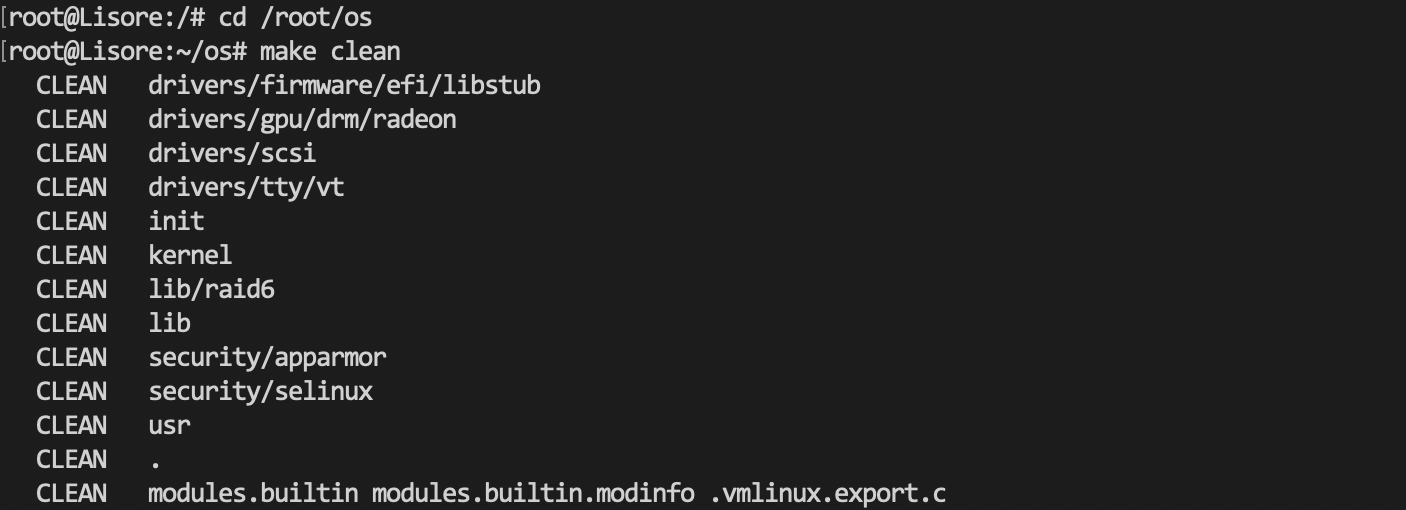 [root@Lisore:/# cd /root/os
[root@Lisore:~/os# make clean
CLEAN drivers/firmware/efi/libstub
CLEAN drivers/gpu/drm/radeon
CLEAN drivers/scsi
CLEAN drivers/tty/vt
CLEAN init
CLEAN kernel
CLEAN lib/raid6
CLEAN lib
CLEAN security/apparmor
CLEAN security/selinux
CLEAN usr
CLEAN .
CLEAN modules.builtin modules.builtin.modinfo .vmlinux.export.c